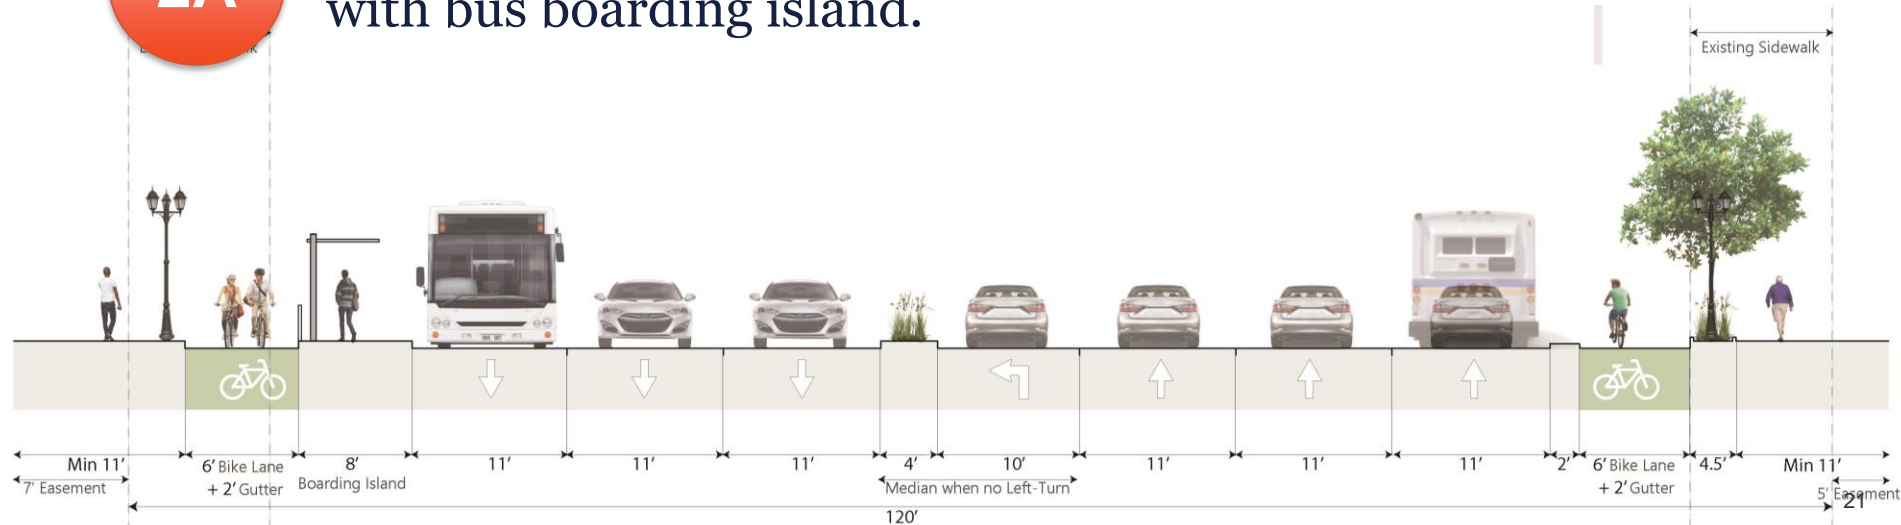 2A
with bus boarding island.
Existing Sidewalk
Min 11′
6′ Bike Lane
+ 2′ Gutter
8′
Boarding Island
11′
11′
11′
4′
10′
Median when no Left-Turn
11′
11′
11′
2′
6′ Bike Lane
+ 2′ Gutter
4.5′
Min 11′
7′ Easement
5′ Easement
21
120′